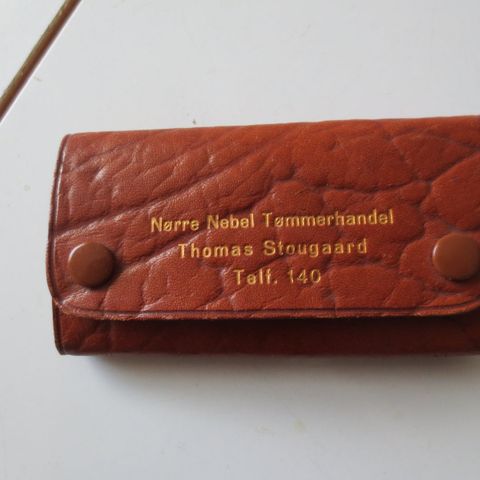 Nørre Nebel Tømmerhandel
Thomas Stougaard
Telf. 140